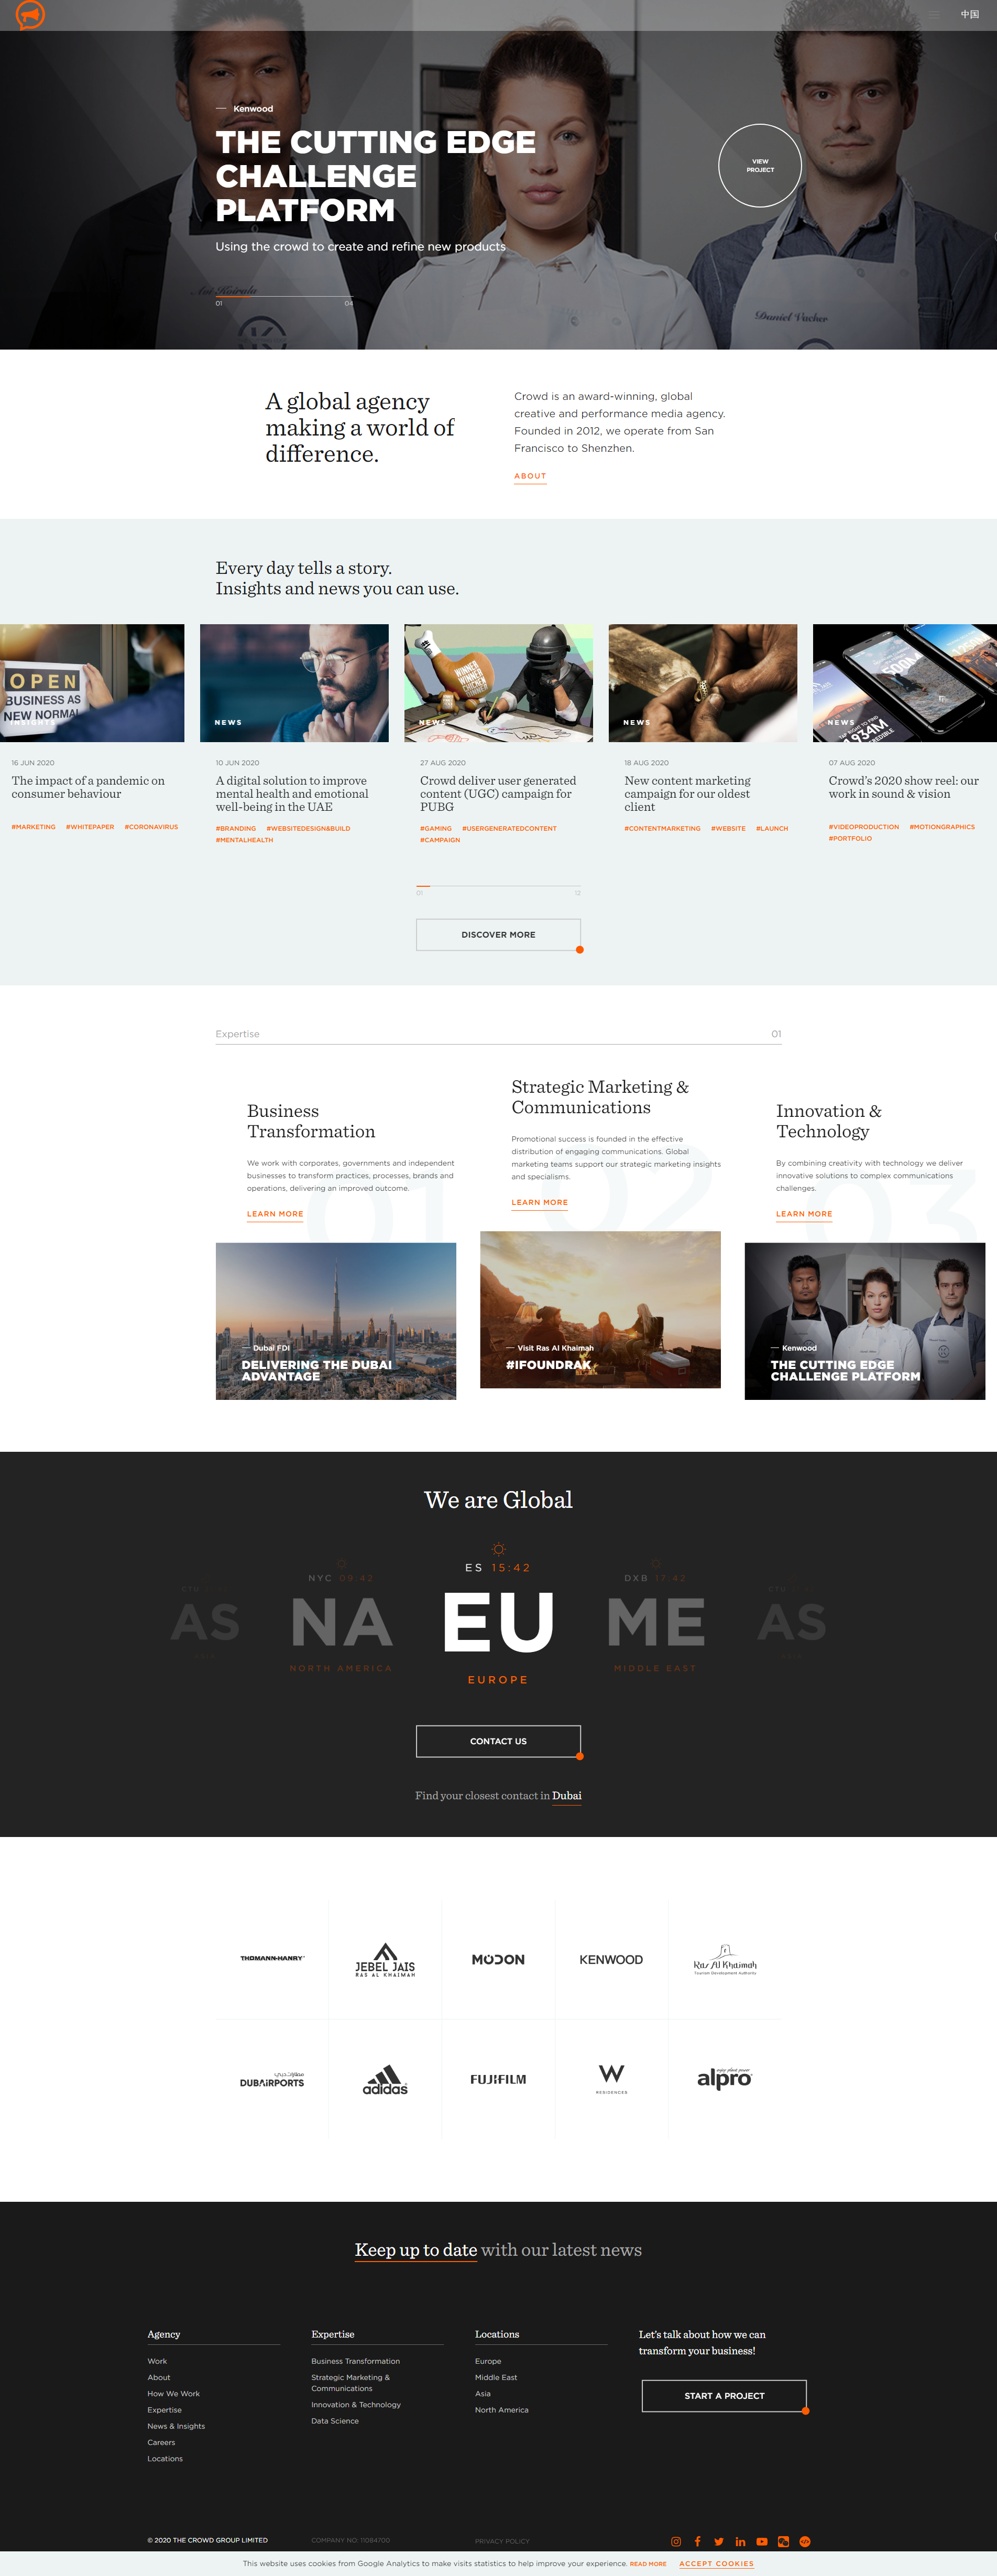 中国
Kenwood
THE CUTTING EDGE
CHALLENGE
PLATFORM
Using the crowd to create and refine new products
VIEW
PROJECT
01
04
Daniel Vacher
A global agency
making a world of
difference.
Crowd is an award-winning, global
creative and performance media agency.
Founded in 2012, we operate from San
Francisco to Shenzhen.
ABOUT
Every day tells a story.
Insights and news you can use.
OPEN
BUSINESS AS
NEW NORMAL
INSIGHTS
NEWS
WINNER
WINNER
CHICKEN
NEWS
NEWS
NEWS
16 JUN 2020
The impact of a pandemic on
consumer behaviour
#MARKETING #WHITEPAPER #CORONAVIRUS
10 JUN 2020
A digital solution to improve
mental health and emotional
well-being in the UAE
#BRANDING #WEBSITEDESIGN&BUILD
#MENTALHEALTH
27 AUG 2020
Crowd deliver user generated
content (UGC) campaign for
PUBG
#GAMING #USERGENERATEDCONTENT
#CAMPAIGN
18 AUG 2020
New content marketing
campaign for our oldest
client
#CONTENTMARKETING #WEBSITE #LAUNCH
07 AUG 2020
Crowd's 2020 show reel: our
work in sound & vision
#VIDEOPRODUCTION #MOTIONGRAPHICS
#PORTFOLIO
01
12
DISCOVER MORE
Expertise
01
Business
Transformation
We work with corporates, governments and independent
businesses to transform practices, processes, brands and
operations, delivering an improved outcome.
LEARN MORE
01
Dubai FDI
DELIVERING THE DUBAI
ADVANTAGE
Strategic Marketing &
Communications
Promotional success is founded in the effective
distribution of engaging communications. Global
marketing teams support our strategic marketing insights
and specialisms.
LEARN MORE
02
Visit Ras Al Khaimah
#IFOUNDRAK
Innovation &
Technology
By combining creativity with technology we deliver
innovative solutions to complex communications
challenges.
LEARN MORE
03
Kenwood
THE CUTTING EDGE
CHALLENGE PLATFORM
We are Global
CTU
AS
ASIA
NYC 09:42
NA
NORTH AMERICA
ES 15:42
EU
EUROPE
DXB 17:42
ME
MIDDLE EAST
CTU
AS
ASIA
CONTACT US
Find your closest contact in Dubai
THOMANN-HANRY
JEBEL JAIS
RAS AL KHAIMAH
MODON
KENWOOD
Ras Al Khaimah
Tourism Development Authority
DUBAI AIRPORTS
adidas
FUJIFILM
W
RESIDENCES
enjoy plant power
alpro
Keep up to date with our latest news
Agency
Work
About
How We Work
Expertise
News & Insights
Careers
Locations
Expertise
Business Transformation
Strategic Marketing &
Communications
Innovation & Technology
Data Science
Locations
Europe
Middle East
Asia
North America
Let's talk about how we can
transform your business!
START A PROJECT
© 2020 THE CROWD GROUP LIMITED
COMPANY NO: 11084700
PRIVACY POLICY
This website uses cookies from Google Analytics to make visits statistics to help improve your experience. READ MORE
ACCEPT COOKIES